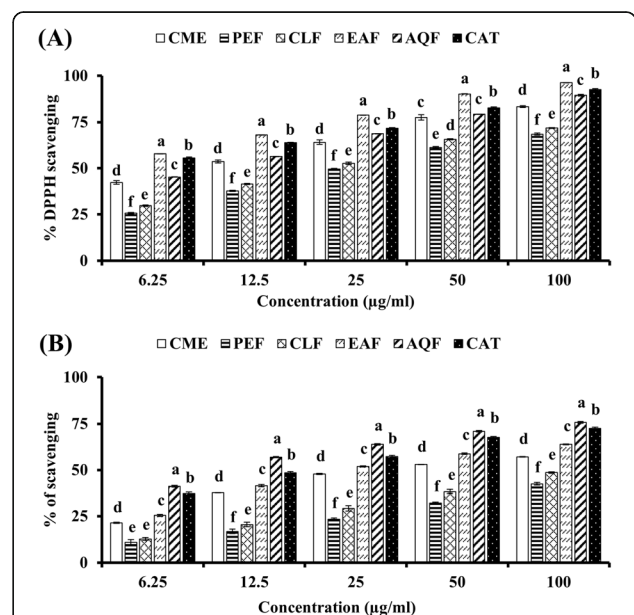 (A)
CME PEF CLF EAF AQF CAT
% DPPH scavenging
100
75
50
25
0
d f e a c b
d f e a c b
d f e a c b
c e d a c b
d f e a c b
6.25 12.5 25 50 100
Concentration (µg/ml)
(B)
CME PEF CLF EAF AQF CAT
% of scavenging
100
75
50
25
0
d e e c a b
d f e c a b
d f e c a b
d f e c a b
d f e c a b
6.25 12.5 25 50 100
Concentration (µg/ml)